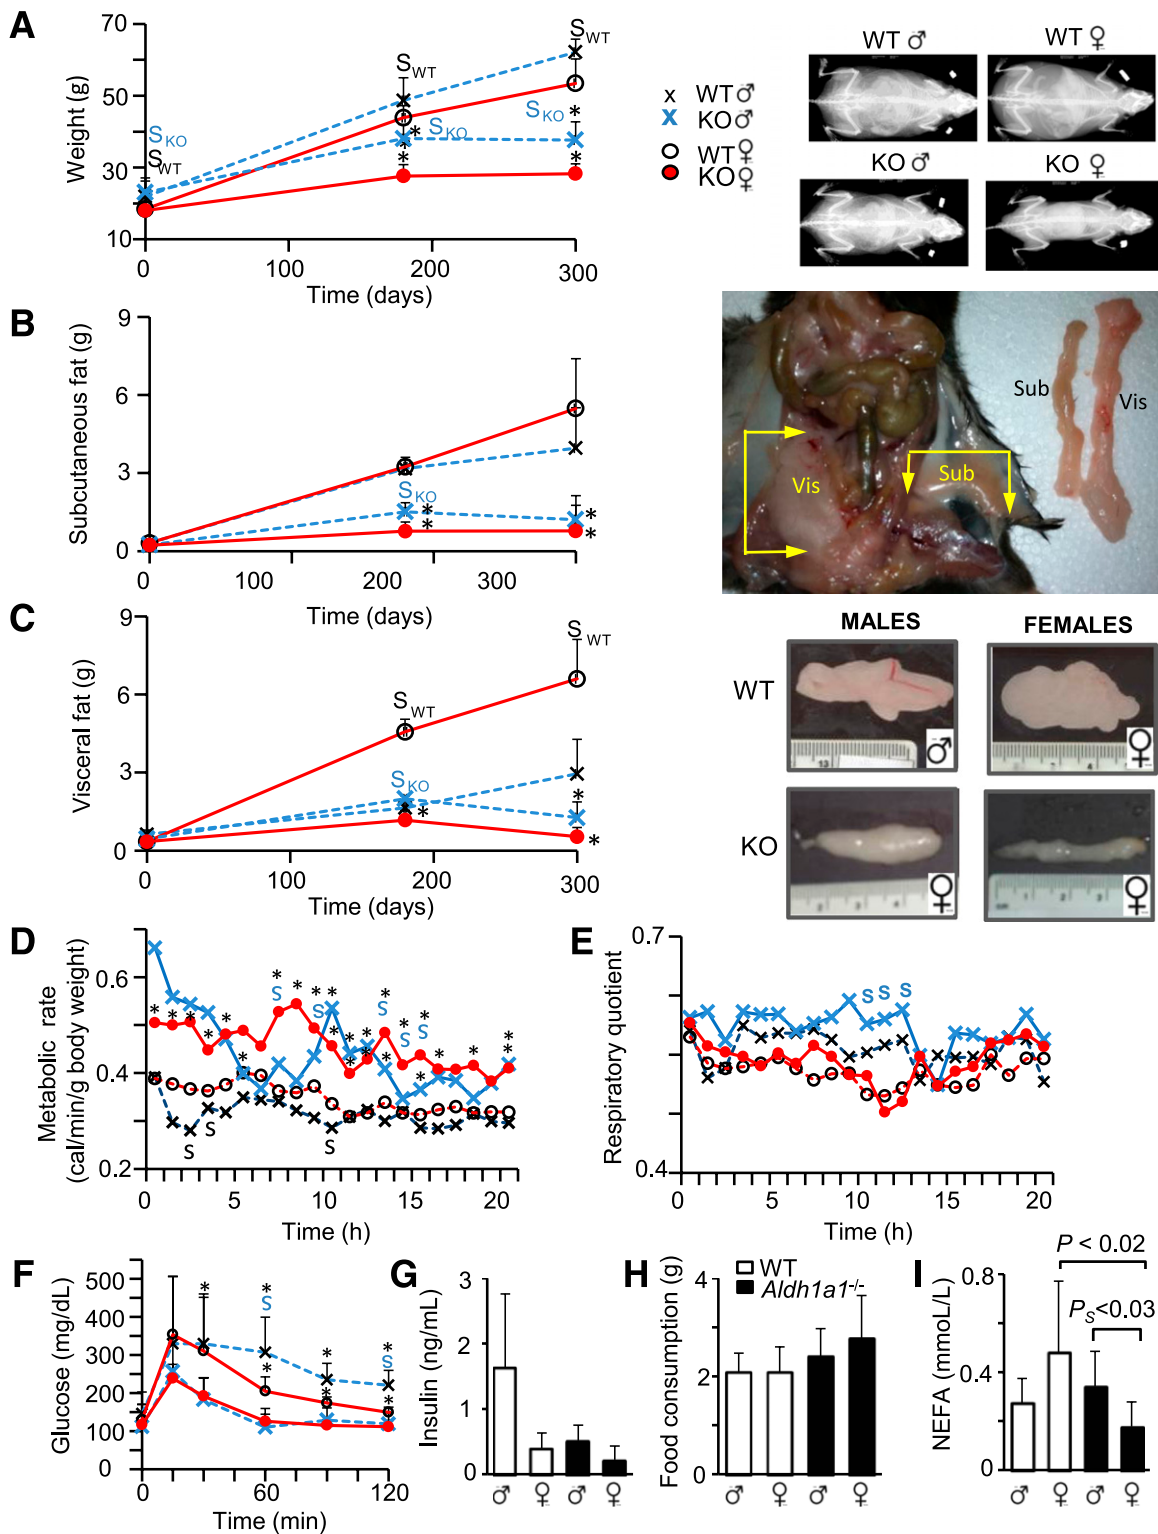 A
Weight (g)
70
50
30
10
S_KO
S_WT
S_WT
S_WT
S_KO
S_KO
*
*
*
*
*
0
100
200
300
Time (days)
x WT ♂
x KO ♂
WT ♀
KO ♀
WT ♂
WT ♀
KO ♂
KO ♀
B
Subcutaneous fat (g)
9
6
3
0
S_KO
*
*
*
*
0
100
200
300
Time (days)
Vis
Sub
Sub
Vis
C
Visceral fat (g)
9
6
3
0
S_WT
S_WT
S_KO
*
*
*
0
100
200
300
Time (days)
MALES
FEMALES
WT
♂
♀
KO
♀
♀
D
Metabolic rate
(cal/min/g body weight)
0.6
0.4
0.2
S
S
S
S
S
S
S
S
0
5
10
15
20
Time (h)
E
Respiratory quotient
0.7
0.4
S S S
0
5
10
15
20
Time (h)
F
Glucose (mg/dL)
500
400
300
200
100
0
*
*
S
*
*
*
*
S
*
0
60
120
Time (min)
G
Insulin (ng/mL)
3
2
1
0
♂ ♀ ♂ ♀
H
Food consumption (g)
4
2
0
WT
Aldh1a1-/-
♂ ♀ ♂ ♀
I
NEFA (mmoL/L)
0.8
0.4
0
P < 0.02
P_S<0.03
♂ ♀ ♂ ♀